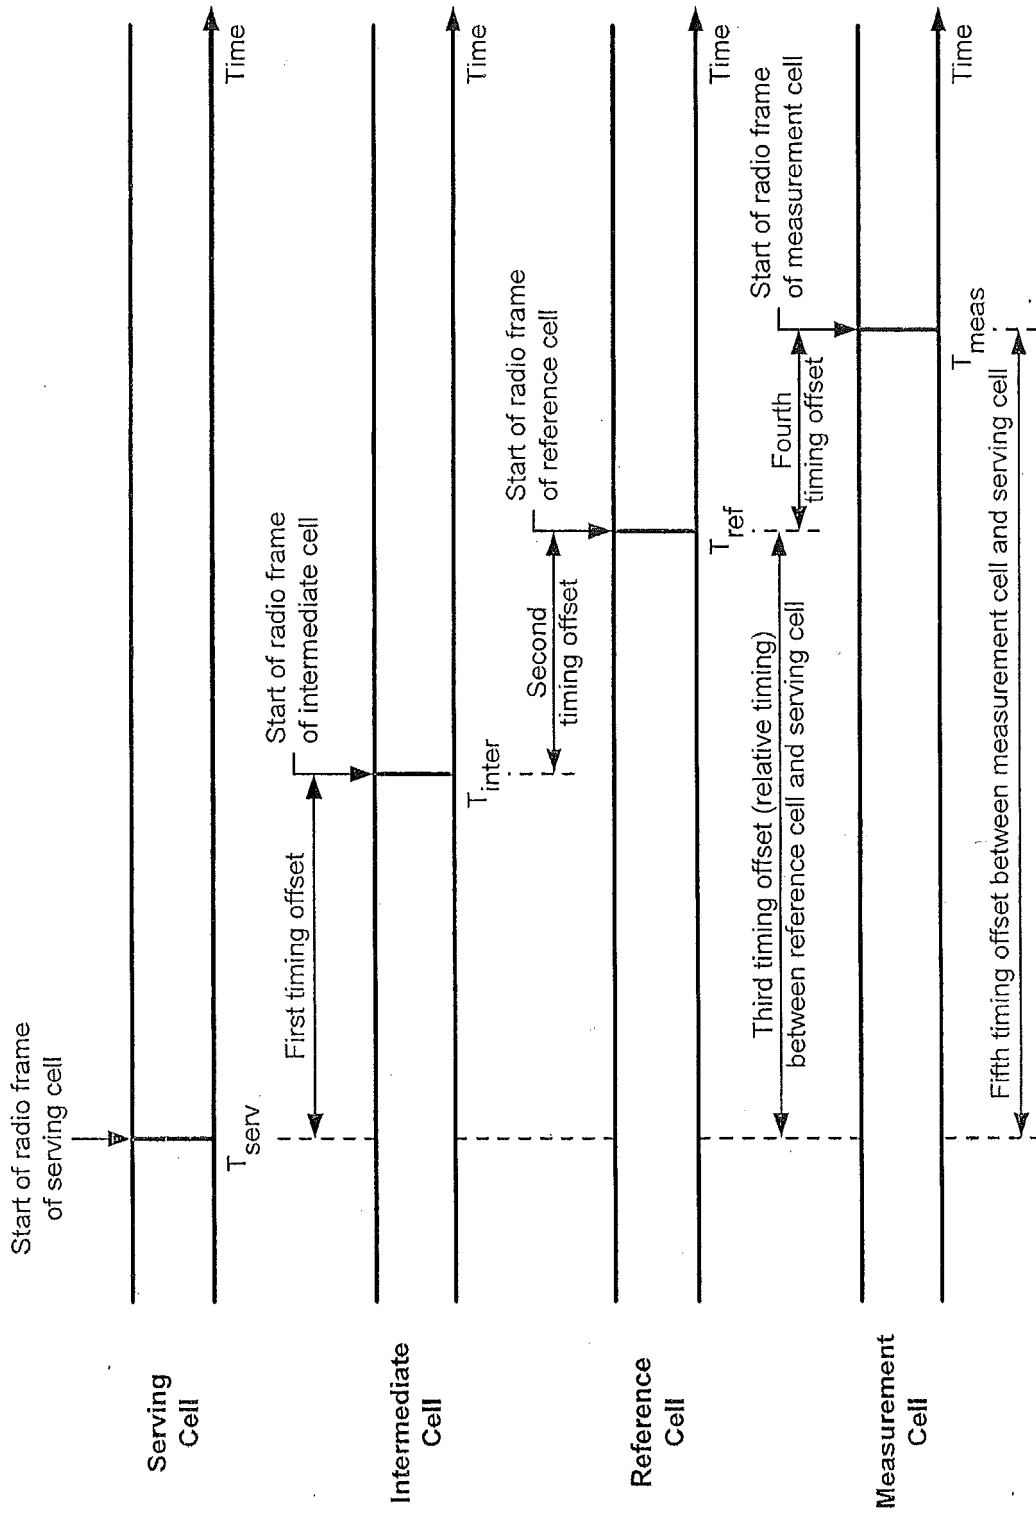 Start of radio frame
of serving cell
Serving
Cell
Time
T serv
First timing offset
Start of radio frame
of intermediate cell
Intermediate
Cell
Time
T inter
Second
timing offset
Start of radio frame
of reference cell
Reference
Cell
Time
T ref
Third timing offset (relative timing)
between reference cell and serving cell
Fourth
timing offset
Start of radio frame
of measurement cell
Measurement
Cell
Time
T meas
Fifth timing offset between measurement cell and serving cell